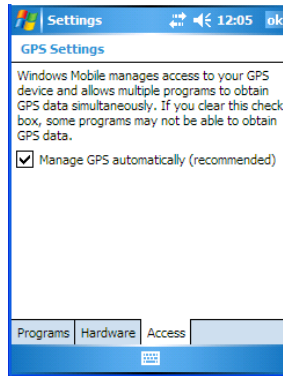 Settings 12:05 ok
GPS Settings
Windows Mobile manages access to your GPS
device and allows multiple programs to obtain
GPS data simultaneously. If you clear this check
box, some programs may not be able to obtain
GPS data.
Manage GPS automatically (recommended)
Programs Hardware Access